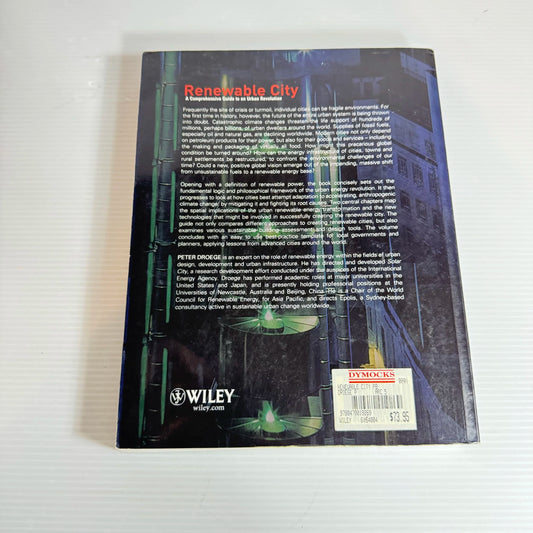 Renewable City
A Comprehensive Guide to an Urban Revolution
Frequently the site of crisis or turmoil, individual cities can be fragile environments. For
the first time in history, however, the future of the entire urban system is being thrown
into doubt. Catastrophic climate changes threaten the life support of hundreds of
millions, perhaps billions, of urban dwellers around the world. Supplies of fossil fuels,
especially oil and natural gas, are declining worldwide. Modern cities not only depend
on petroleum products for their power, but also for their goods and services – including
the making and packaging of virtually all food. How might this precarious global
condition be turned around? How can the energy infrastructure of cities, towns and
rural settlements be restructured, to confront the environmental challenges of our
time? Could a new, positive global vision emerge out of the impending, massive shift
from unsustainable fuels to a renewable energy base?
Opening with a definition of renewable power, the book concisely sets out the
fundamental logic and philosophical framework of the urban energy revolution. It then
progresses to look at how cities best attempt adaptation to accelerating, anthropogenic
climate change by mitigating it and fighting its root causes. Two central chapters map
the spatial implications of the urban renewable energy transformation and the new
technologies that might be involved in successfully creating the renewable city. The
guide not only compares different approaches to creating renewable cities, but also
examines various sustainable building assessment and design tools. The volume
concludes with an easy to use best-practice template for local governments and
planners, applying lessons from advanced cities around the world.
PETER DROEGE is an expert on the role of renewable energy within the fields of urban
design, development and urban infrastructure. He has directed and developed Solar
City, a research development effort conducted under the auspices of the International
Energy Agency. Droege has performed academic roles at major universities in the
United States and Japan, and is presently holding professional positions at the
Universities of Newcastle, Australia and Beijing, China. He is a Chair of the World
Council for Renewable Energy, for Asia Pacific, and directs Epolis, a Sydney-based
consultancy active in sustainable urban change worldwide.
WILEY
wiley.com
DYMOCKS
RENEWABLE CITY PB
DROEGE P ARC 5
9780470019269
WILEY
$73.95